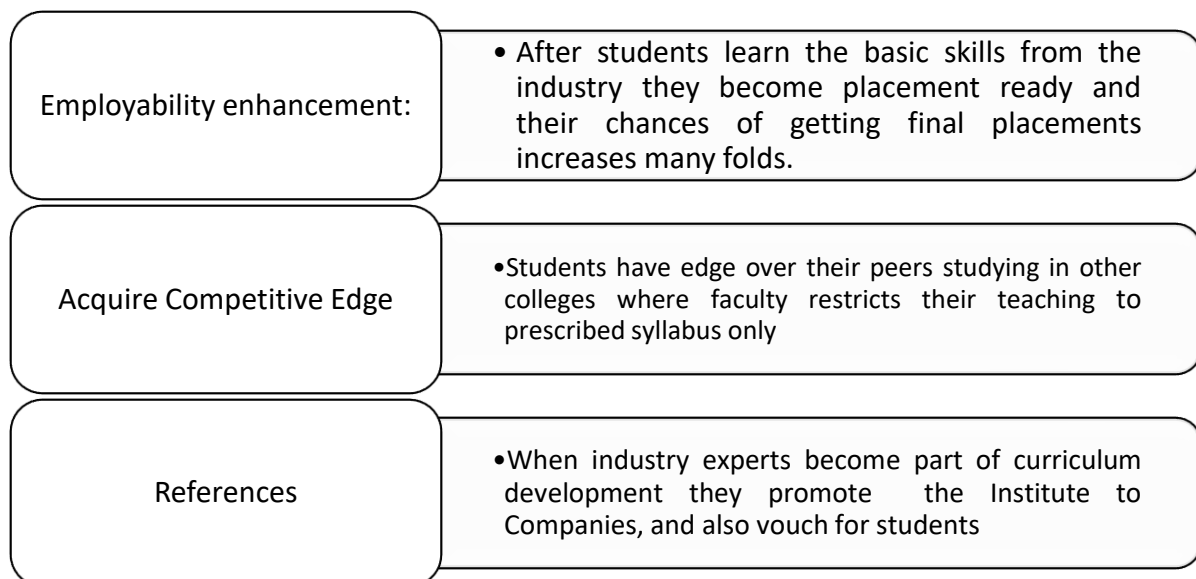 Employability enhancement:
• After students learn the basic skills from the
industry they become placement ready and
their chances of getting final placements
increases many folds.
Acquire Competitive Edge
•Students have edge over their peers studying in other
colleges where faculty restricts their teaching to
prescribed syllabus only
References
•When industry experts become part of curriculum
development they promote the Institute to
Companies, and also vouch for students